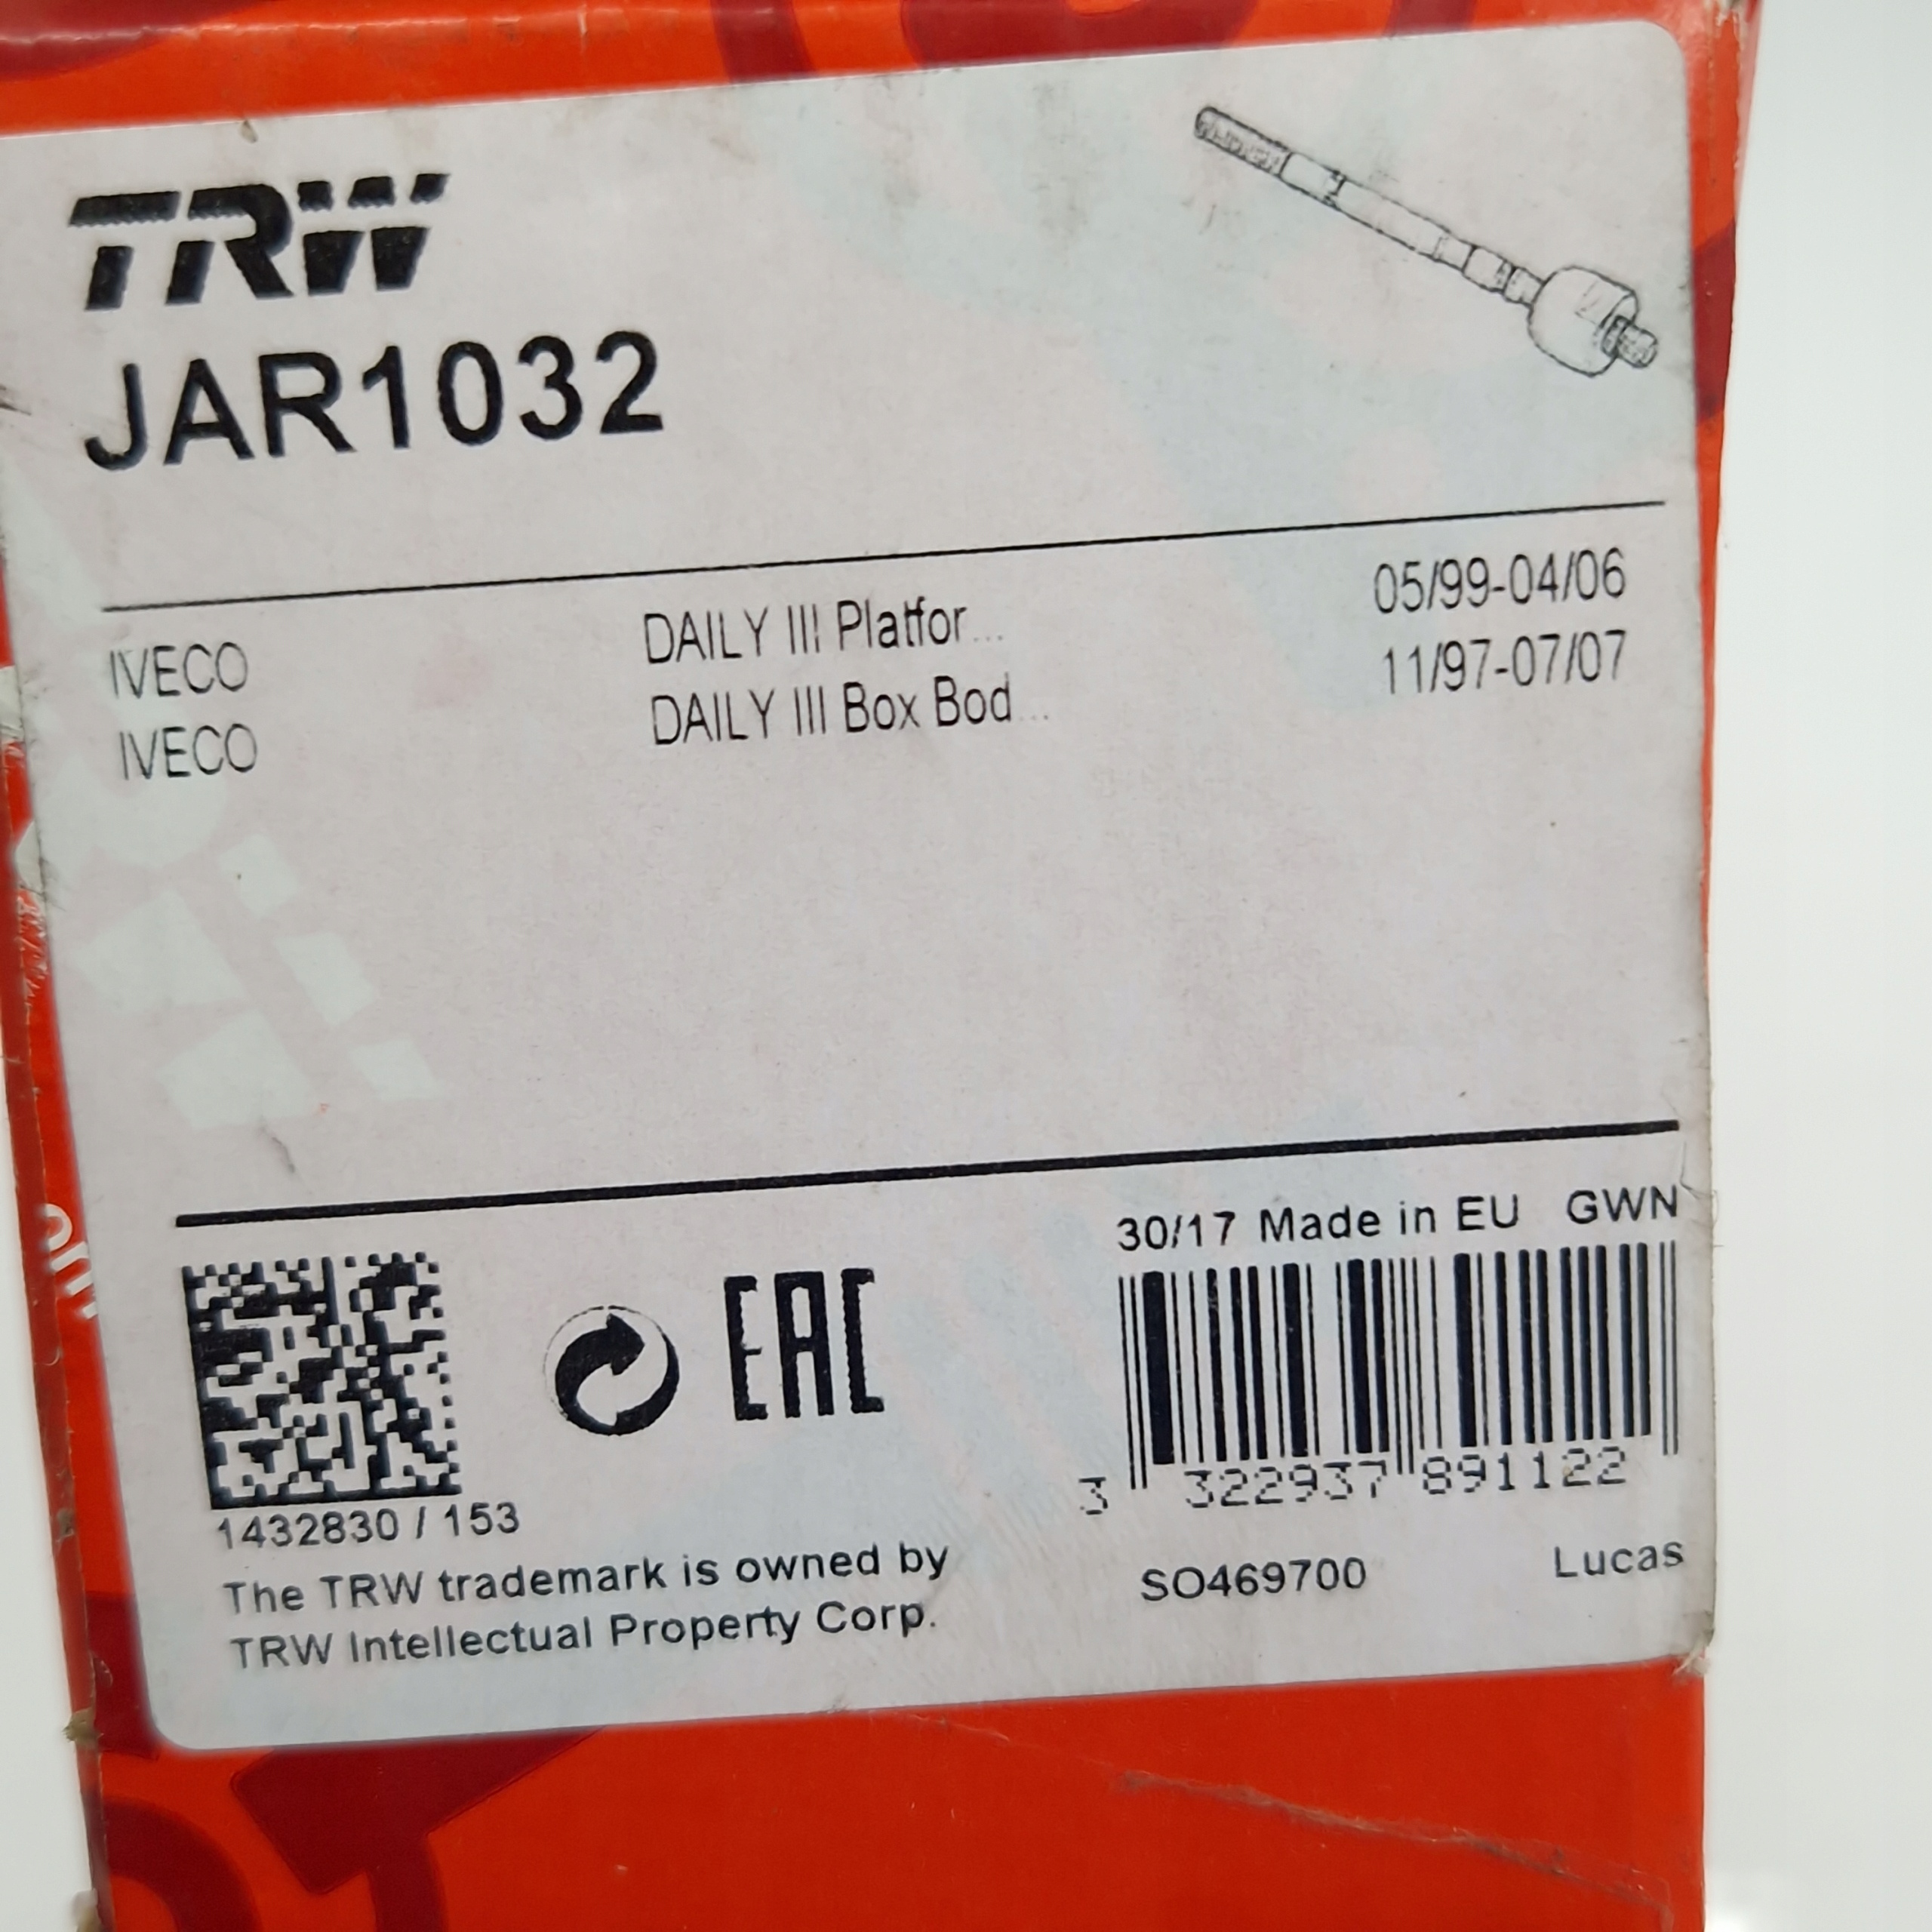 TRW
JAR1032
IVECO DAILY III Platfor... 05/99-04/06
IVECO DAILY III Box Bod... 11/97-07/07
30/17 Made in EU GWN
EAC
3 322937 891122
1432830 / 153
The TRW trademark is owned by
TRW Intellectual Property Corp.
SO469700 Lucas